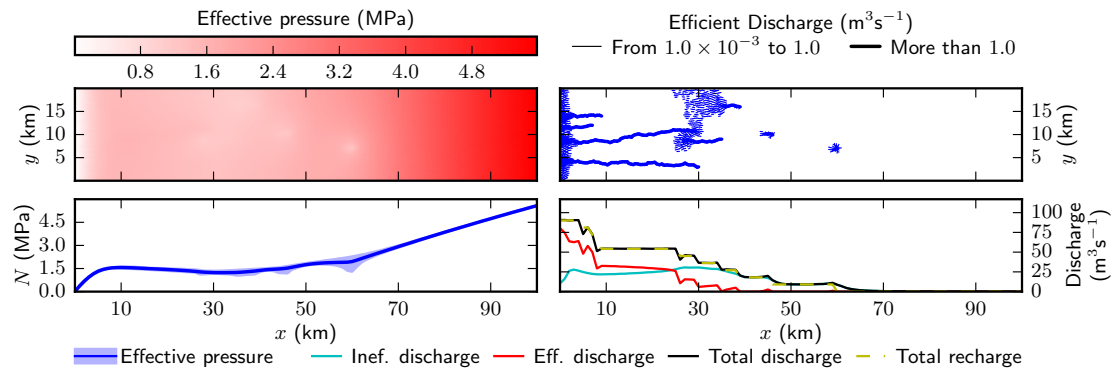 Effective pressure (MPa)
0.8 1.6 2.4 3.2 4.0 4.8
Efficient Discharge (m³s⁻¹)
From 1.0 × 10⁻³ to 1.0 More than 1.0
y (km)
15
10
5
15
10
5
y (km)
N (MPa)
4.5
3.0
1.5
0.0
10 30 50 70 90
x (km)
100
75
50
25
0
Discharge
(m³s⁻¹)
10 30 50 70 90
x (km)
Effective pressure Inef. discharge Eff. discharge Total discharge Total recharge